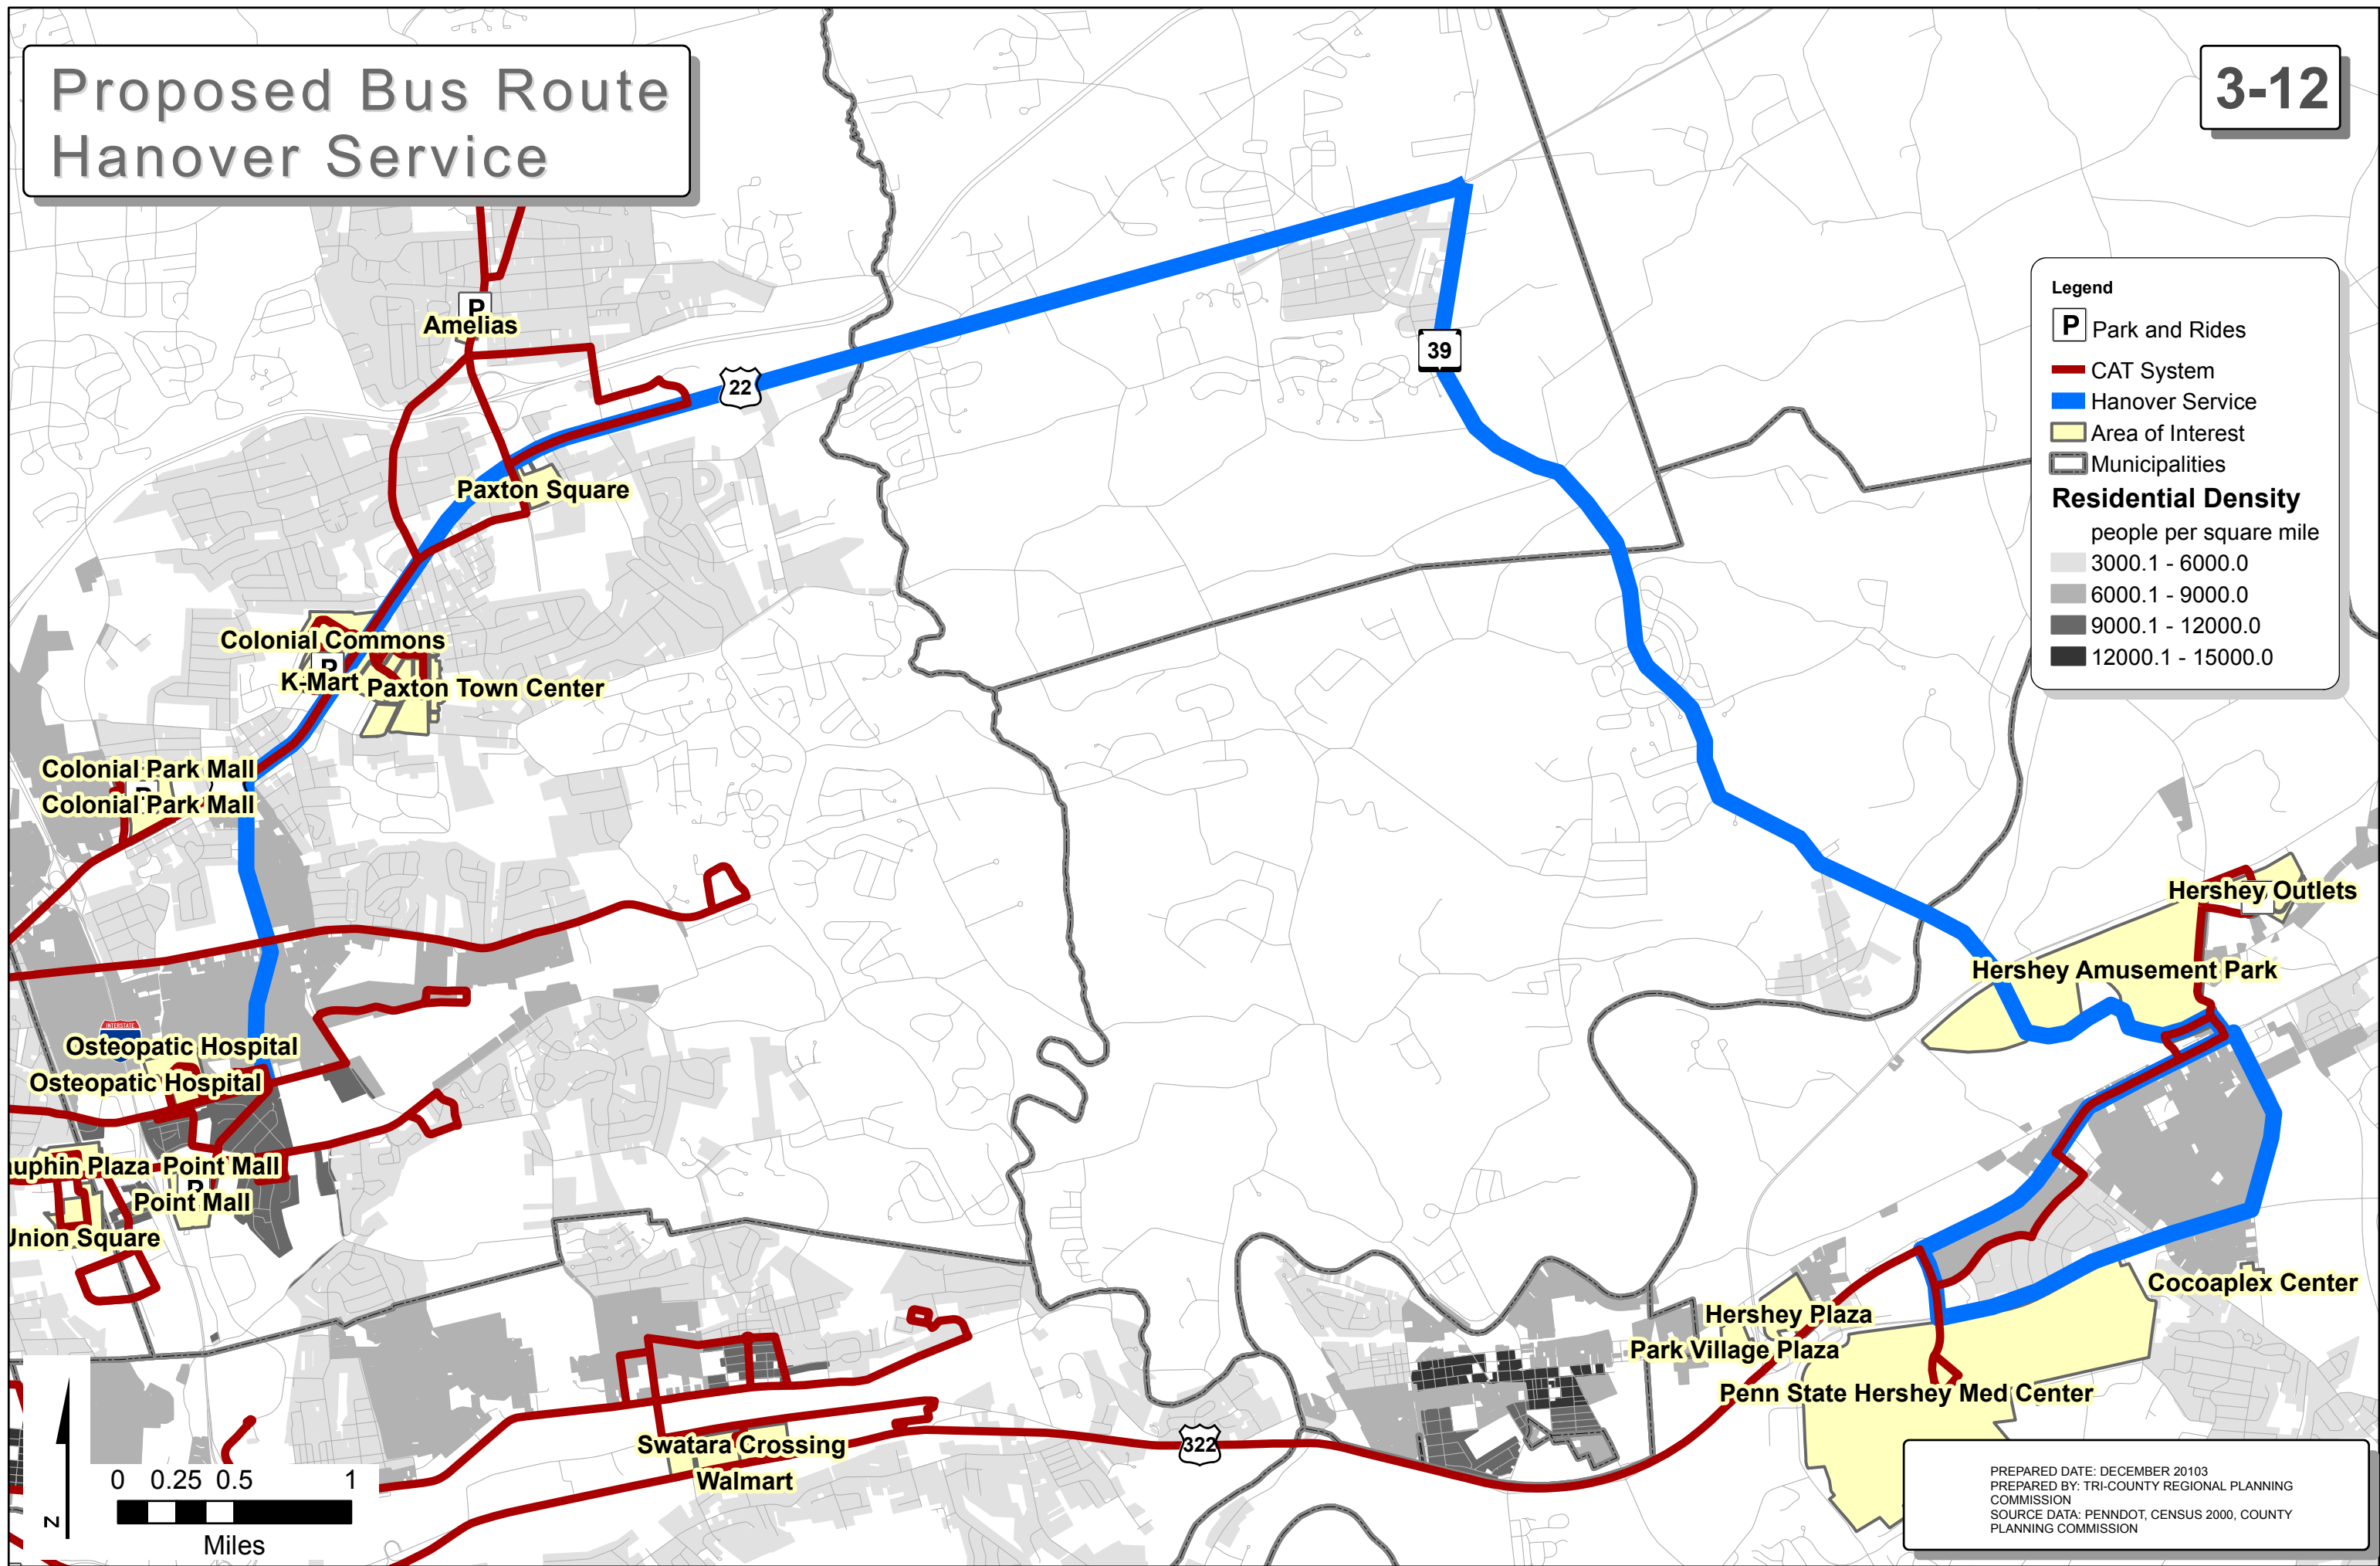 Proposed Bus Route
Hanover Service
3-12
Legend
P Park and Rides
CAT System
Hanover Service
Area of Interest
Municipalities
Residential Density
people per square mile
3000.1 - 6000.0
6000.1 - 9000.0
9000.1 - 12000.0
12000.1 - 15000.0
P
Amelias
22
39
Paxton Square
Colonial Commons
P
K-Mart
Paxton Town Center
Colonial Park Mall
P
Colonial Park Mall
Hershey Outlets
Hershey Amusement Park
INTERSTATE
Osteopatic Hospital
Osteopatic Hospital
auphin Plaza
Point Mall
P
Point Mall
Union Square
Cocoaplex Center
Hershey Plaza
Park Village Plaza
Penn State Hershey Med Center
Swatara Crossing
322
Walmart
N
0 0.25 0.5 1
Miles
PREPARED DATE: DECEMBER 20103
PREPARED BY: TRI-COUNTY REGIONAL PLANNING
COMMISSION
SOURCE DATA: PENNDOT, CENSUS 2000, COUNTY
PLANNING COMMISSION